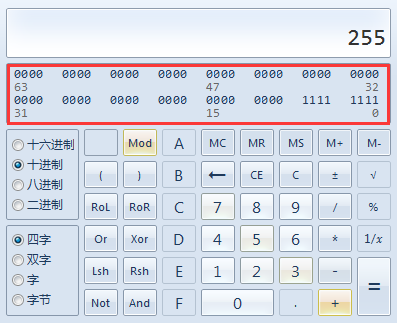 255
0000 0000 0000 0000 0000 0000 0000 0000
63 47 32
0000 0000 0000 0000 0000 0000 1111 1111
31 15 0
十六进制 Mod A MC MR MS M+ M-
十进制 ( ) B ← CE C ± √
八进制
二进制 RoL RoR C 7 8 9 / %
四字 Or Xor D 4 5 6 * 1/x
双字
字 Lsh Rsh E 1 2 3 - =
字节 Not And F 0 . +